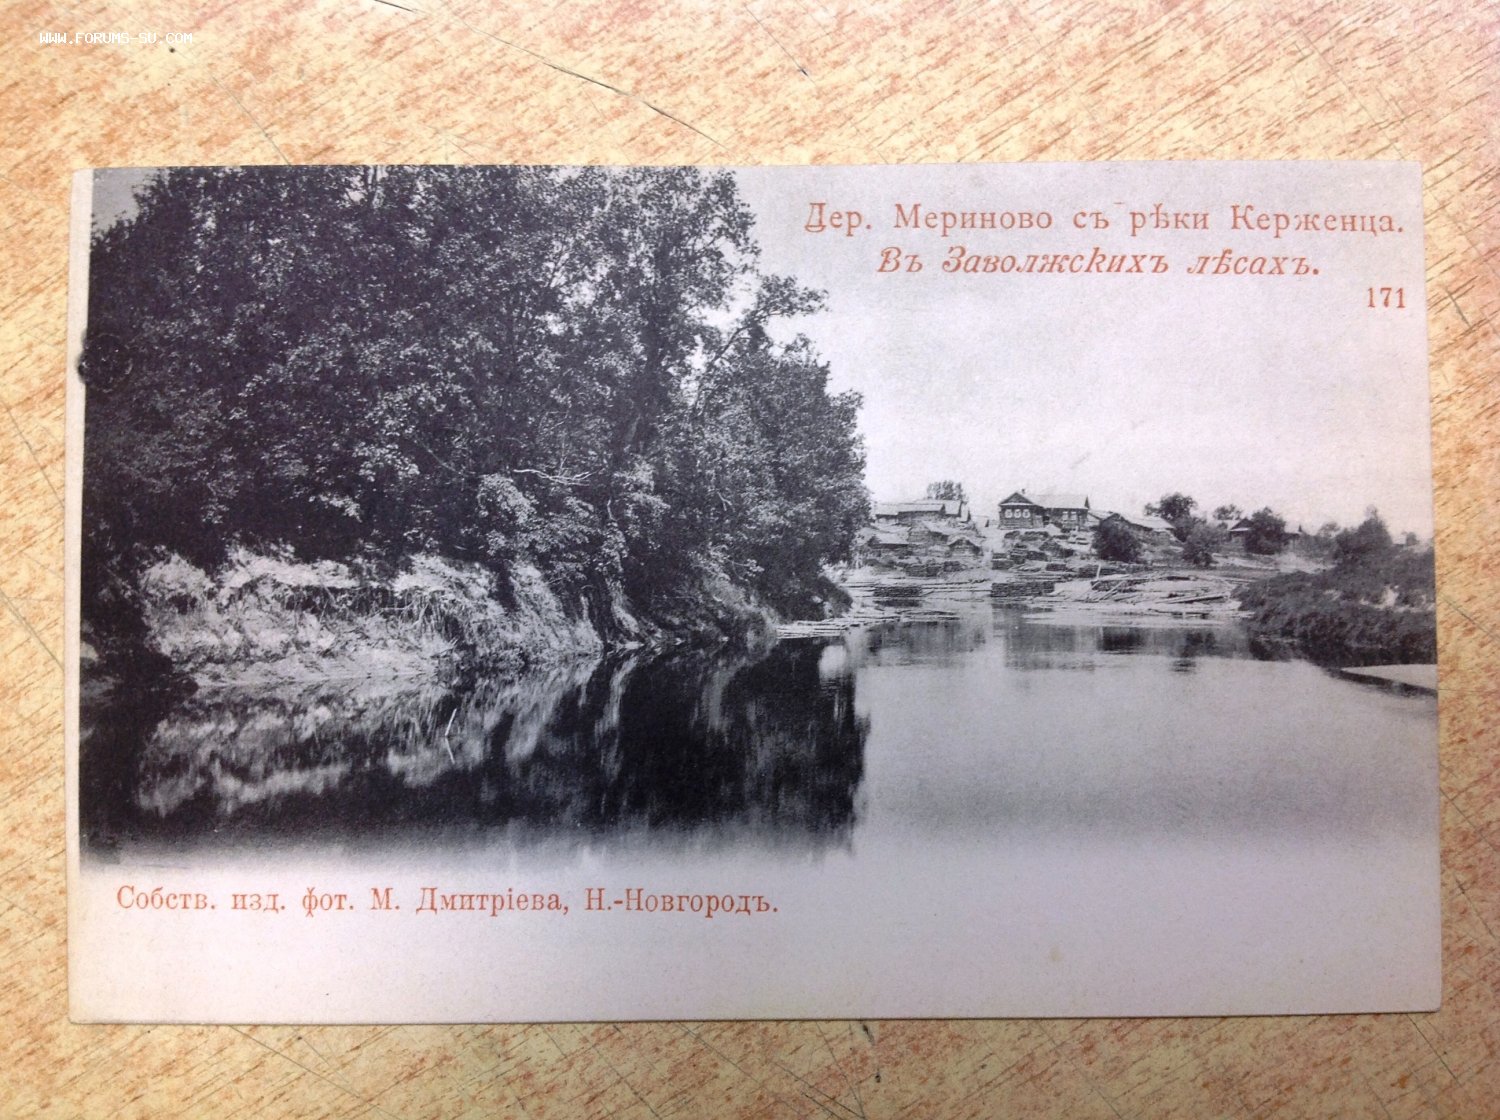 WWW.FORUMS-SU.COM
Дер. Мериново съ рѣки Керженца.
Въ Заволжскихъ лѣсахъ.
171
Собств. изд. фот. М. Дмитріева, Н.-Новгородъ.